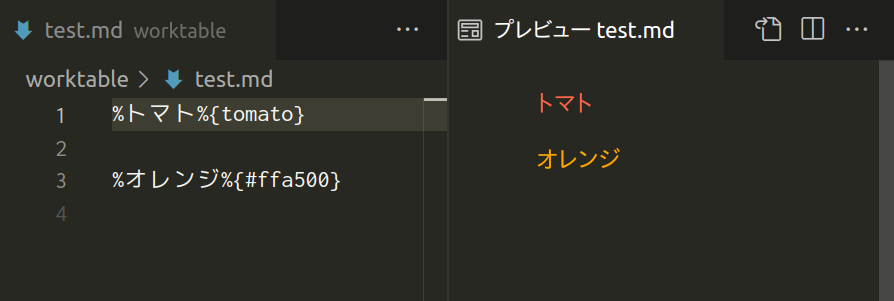 test.md worktable ...
worktable > test.md
1 %トマト%{tomato}
2
3 %オレンジ%{#ffa500}
4
プレビュー test.md ...
トマト
オレンジ